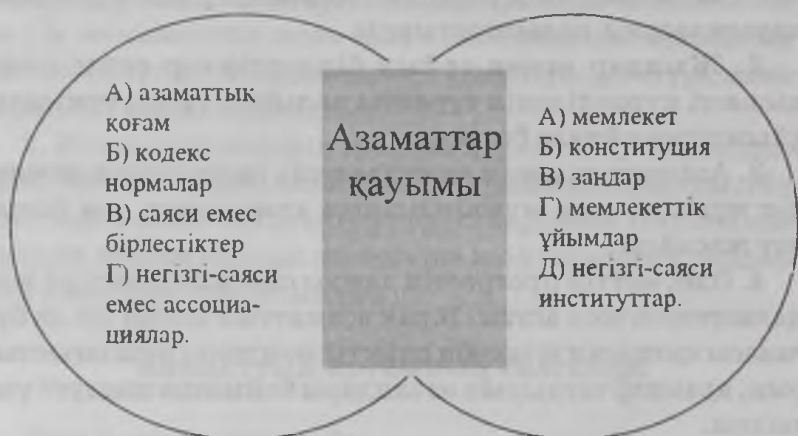 А) азаматтық
қоғам
Б) кодекс
нормалар
В) саяси емес
бірлестіктер
Г) негізгі-саяси
емес ассоциа-
циялар.
Азаматтар
қауымы
А) мемлекет
Б) конституция
В) заңдар
Г) мемлекеттік
ұйымдар
Д) негізгі-саяси
институттар.